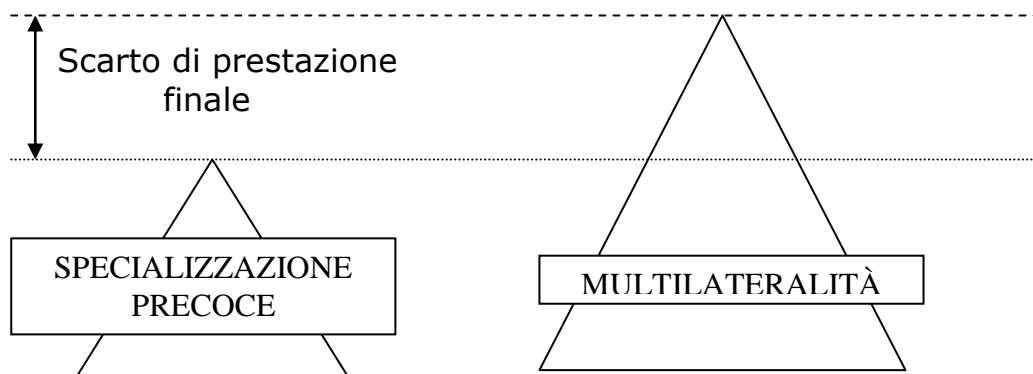 Scarto di prestazione
finale
SPECIALIZZAZIONE
PRECOCE
MULTILATERALITÀ